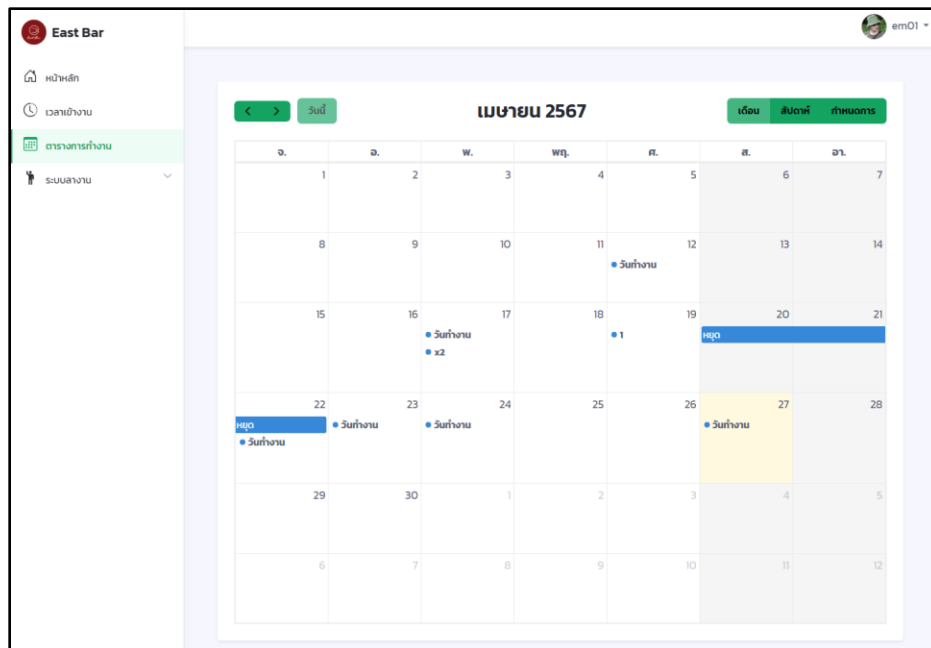 East Bar
em01
หน้าหลัก
เวลาเข้างาน
ตารางการทำงาน
ระบบลางาน
วันนี้
เมษายน 2567
เดือน สัปดาห์ กำหนดการ
จ. อ. พ. พฤ. ศ. ส. อา.
1 2 3 4 5 6 7
8 9 10 11 12 13 14
วันทำงาน
15 16 17 18 19 20 21
วันทำงาน 1 หยุด
x2
22 23 24 25 26 27 28
หยุด วันทำงาน วันทำงาน วันทำงาน
วันทำงาน
29 30 1 2 3 4 5
6 7 8 9 10 11 12